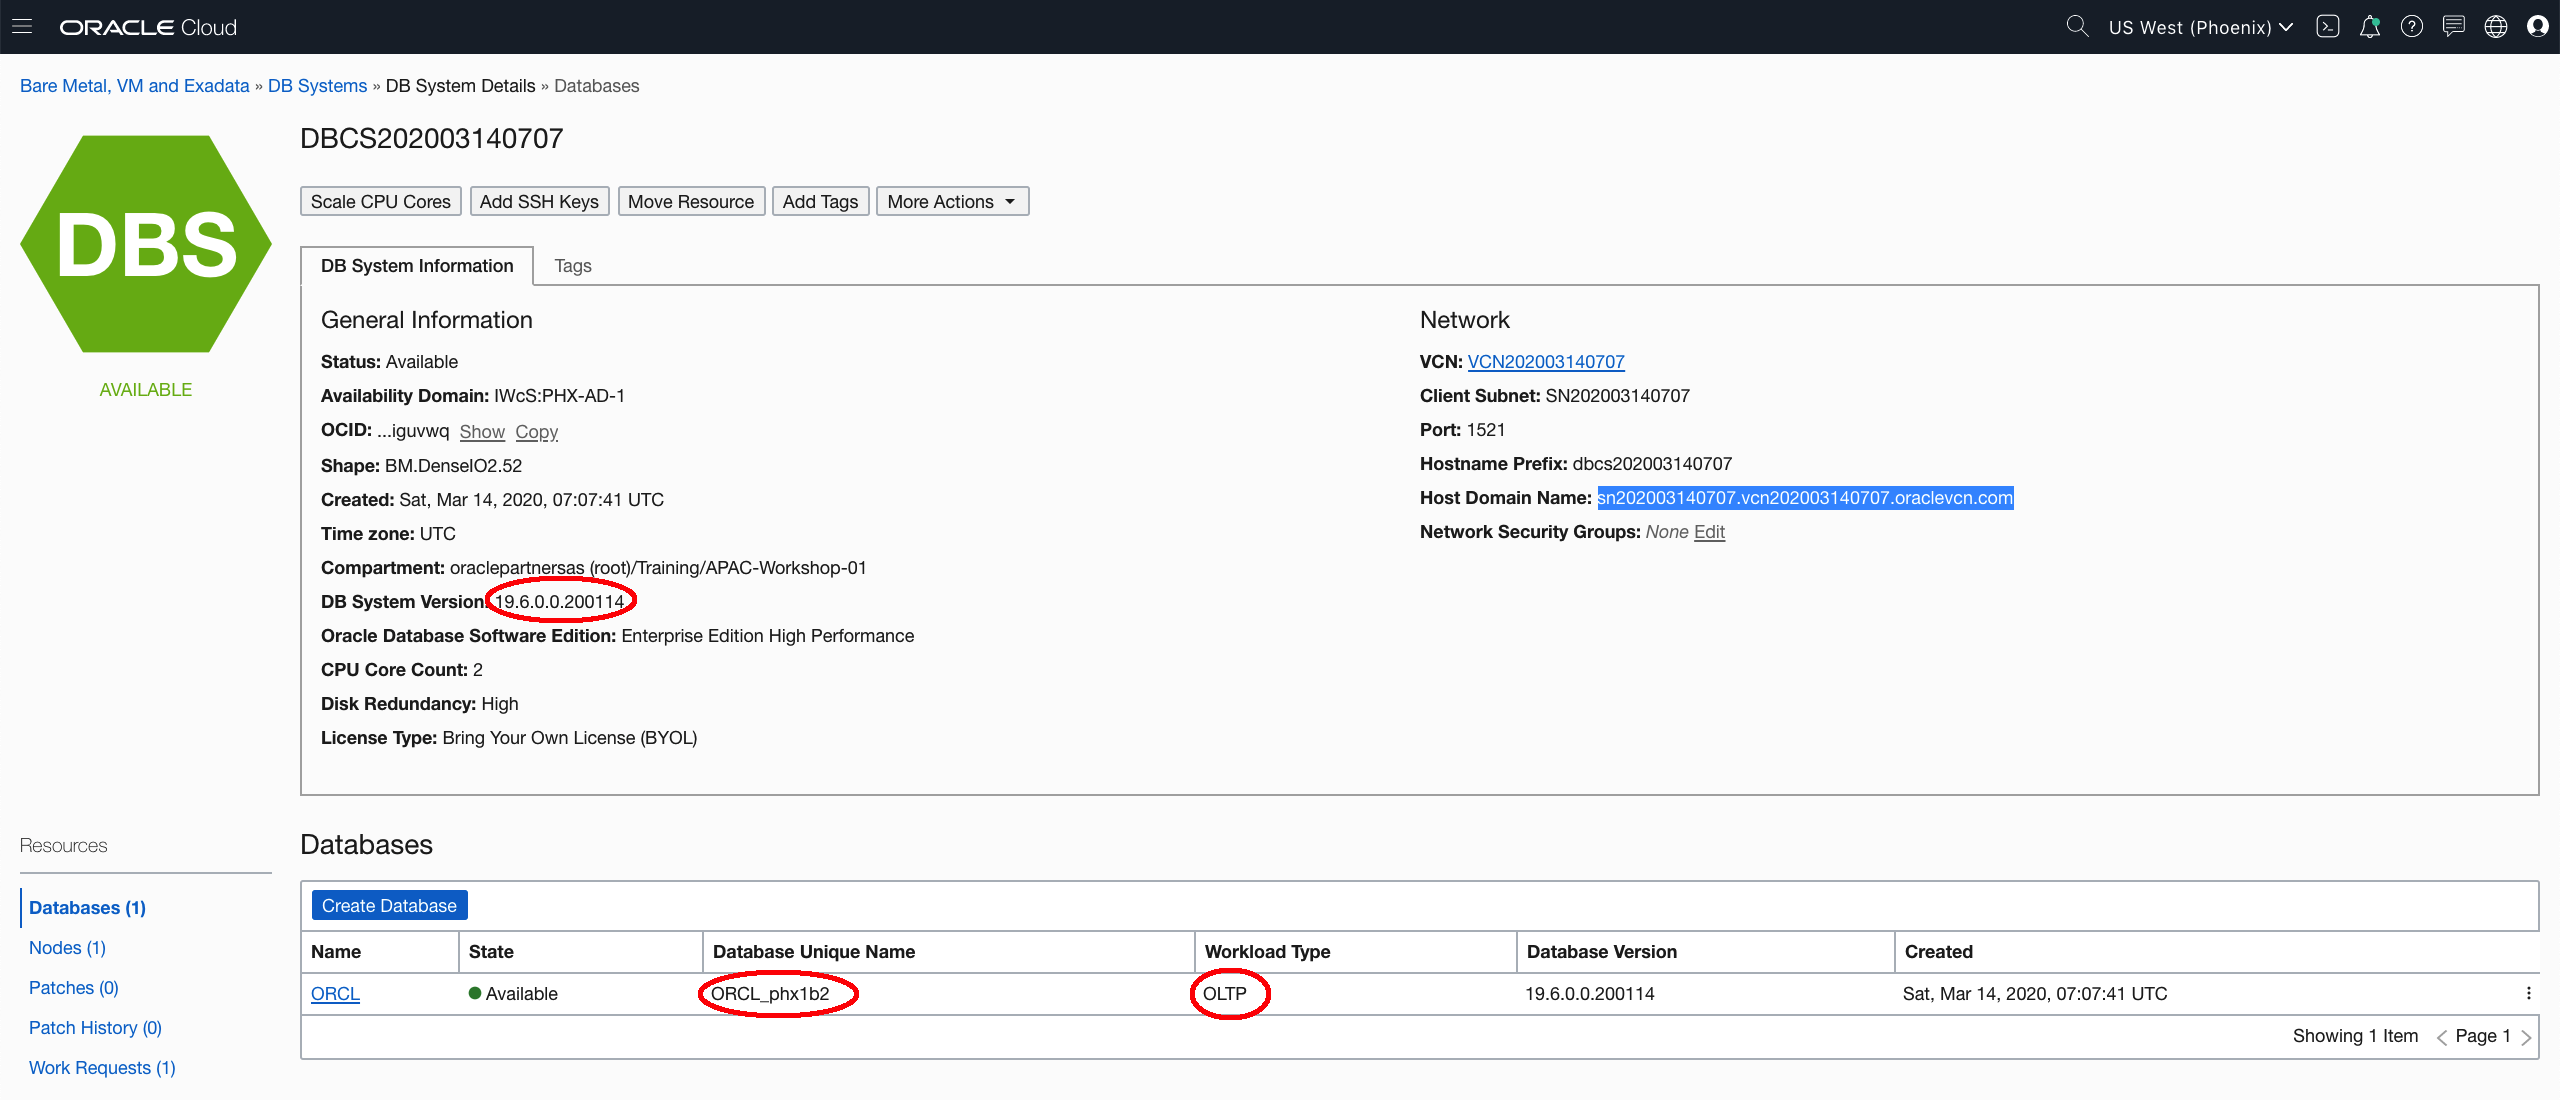 ORACLE Cloud
US West (Phoenix)
Bare Metal, VM and Exadata » DB Systems » DB System Details » Databases
DBS
AVAILABLE
DBCS202003140707
Scale CPU Cores Add SSH Keys Move Resource Add Tags More Actions
DB System Information Tags
General Information
Status: Available
Availability Domain: IWcS:PHX-AD-1
OCID: ...iguvwq Show Copy
Shape: BM.DenseIO2.52
Created: Sat, Mar 14, 2020, 07:07:41 UTC
Time zone: UTC
Compartment: oraclepartnersas (root)/Training/APAC-Workshop-01
DB System Version: 19.6.0.0.200114
Oracle Database Software Edition: Enterprise Edition High Performance
CPU Core Count: 2
Disk Redundancy: High
License Type: Bring Your Own License (BYOL)
Network
VCN: VCN202003140707
Client Subnet: SN202003140707
Port: 1521
Hostname Prefix: dbcs202003140707
Host Domain Name: sn202003140707.vcn202003140707.oraclevcn.com
Network Security Groups: None Edit
Resources
Databases (1)
Nodes (1)
Patches (0)
Patch History (0)
Work Requests (1)
Databases
Create Database
Name State Database Unique Name Workload Type Database Version Created
ORCL Available ORCL_phx1b2 OLTP 19.6.0.0.200114 Sat, Mar 14, 2020, 07:07:41 UTC
Showing 1 Item < Page 1 >